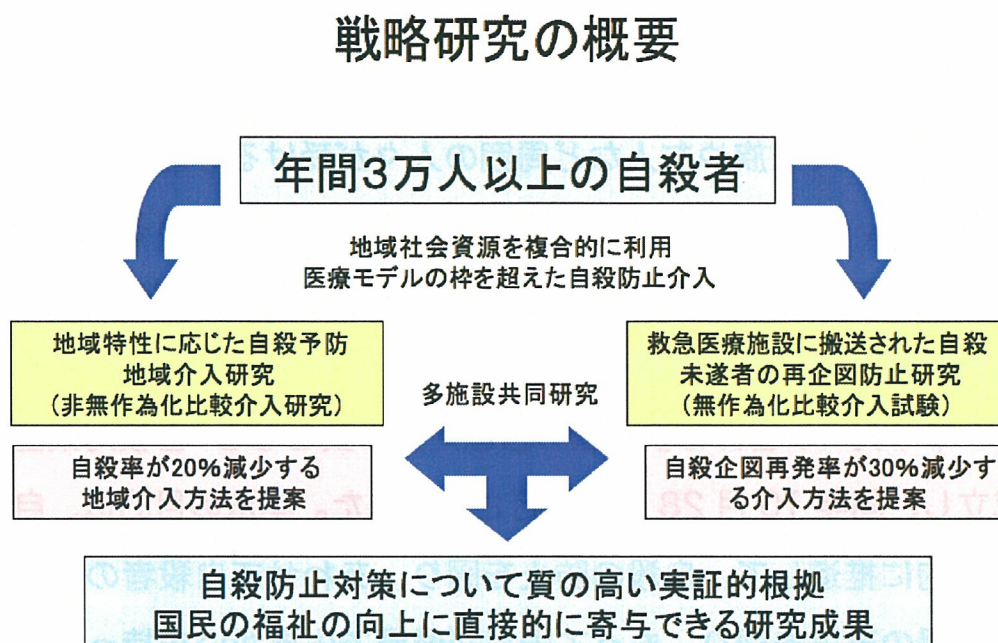 戦略研究の概要
年間3万人以上の自殺者
地域社会資源を複合的に利用
医療モデルの枠を超えた自殺防止介入
地域特性に応じた自殺予防
地域介入研究
(非無作為化比較介入研究)
多施設共同研究
救急医療施設に搬送された自殺
未遂者の再企図防止研究
(無作為化比較介入試験)
自殺率が20%減少する
地域介入方法を提案
自殺企図再発率が30%減少す
る介入方法を提案
自殺防止対策について質の高い実証的根拠
国民の福祉の向上に直接的に寄与できる研究成果